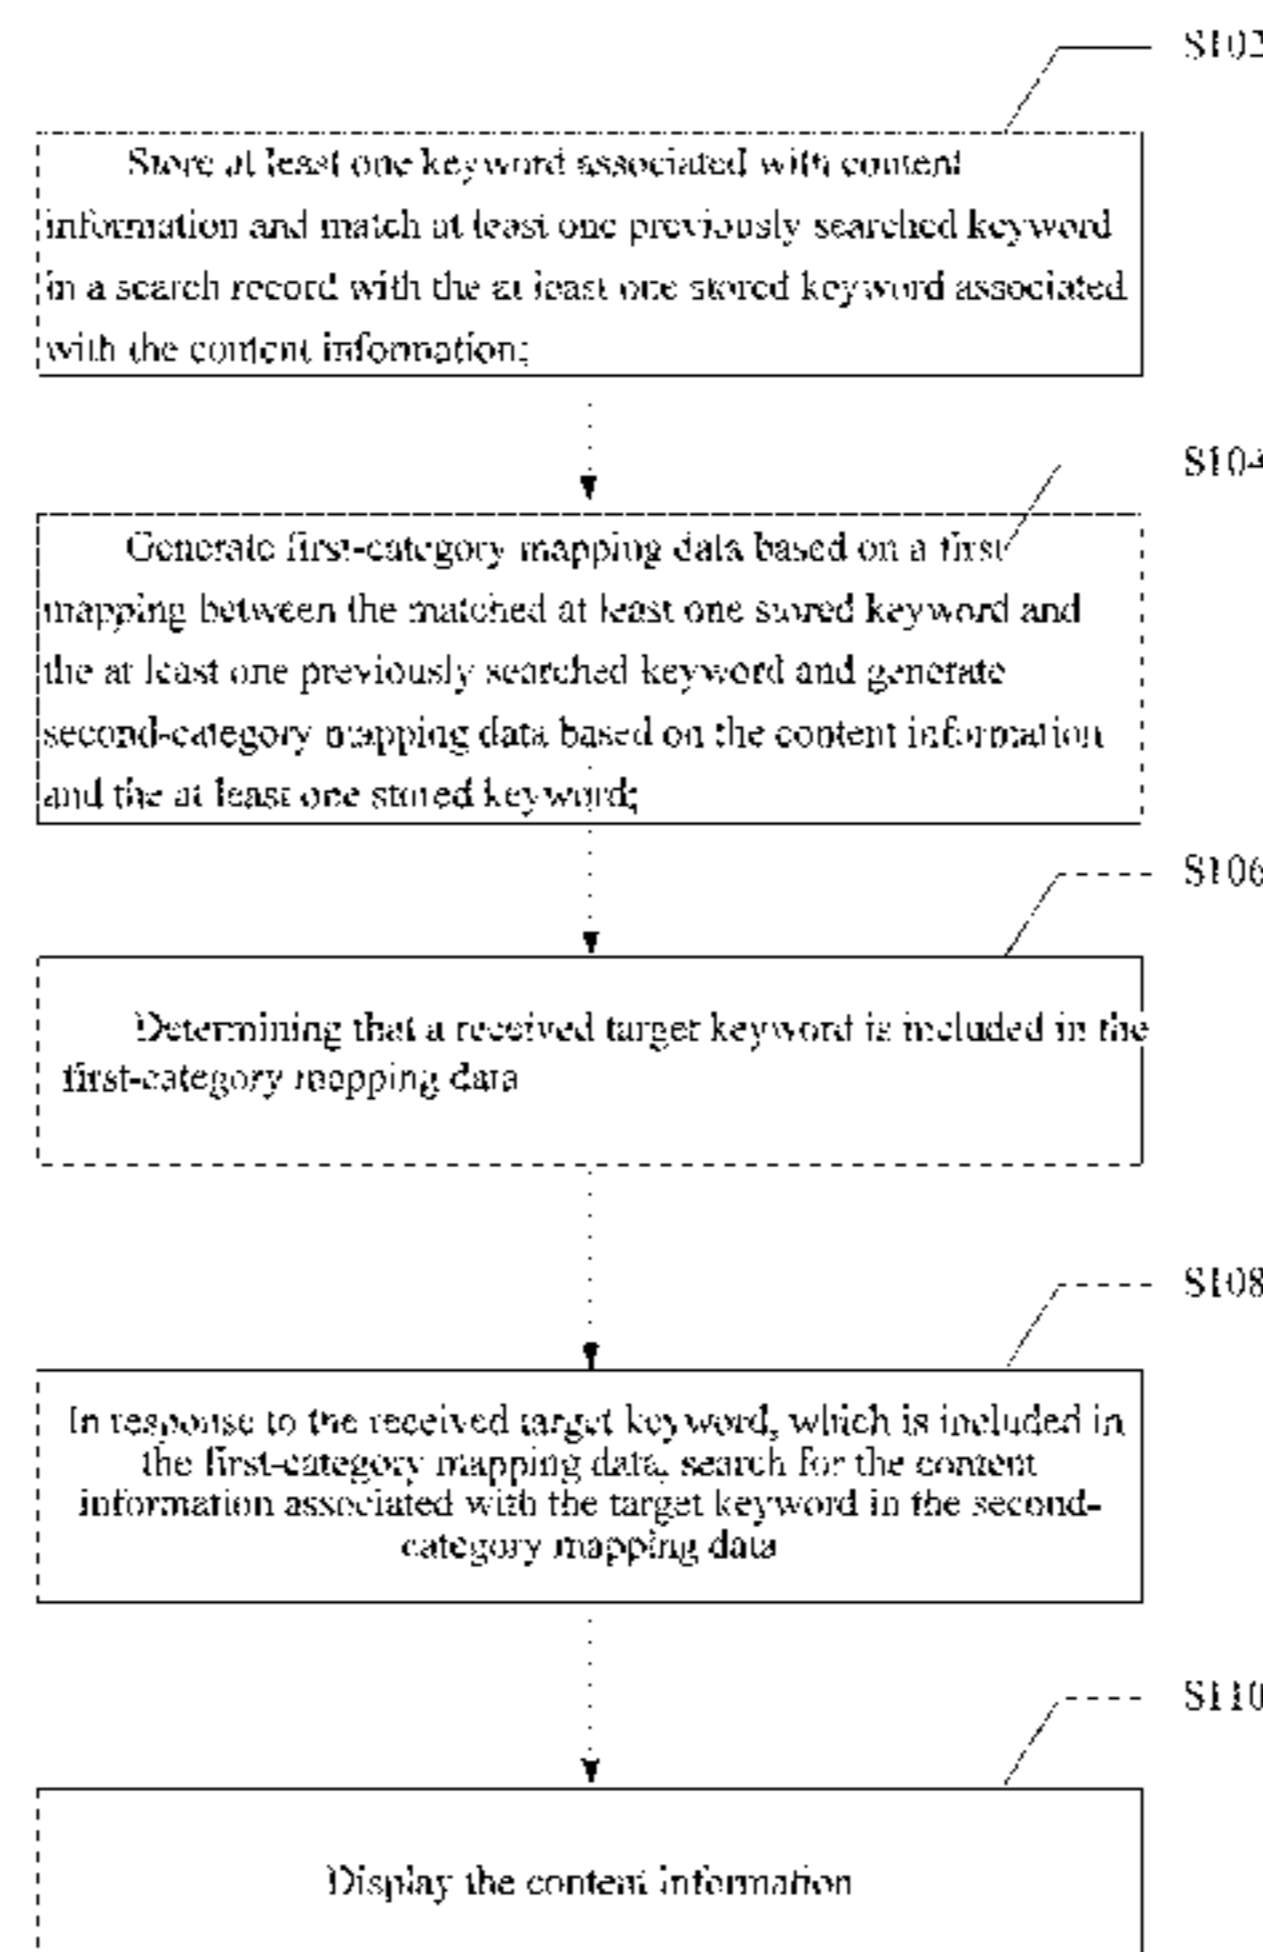 S102
Store at least one keyword associated with content
information and match at least one previously searched keyword
in a search record with the at least one stored keyword associated
with the content information;
S104
Generate first-category mapping data based on a first
mapping between the matched at least one stored keyword and
the at least one previously searched keyword and generate
second-category mapping data based on the content information
and the at least one stored keyword;
S106
Determining that a received target keyword is included in the
first-category mapping data
S108
In response to the received target keyword, which is included in
the first-category mapping data, search for the content
information associated with the target keyword in the second-
category mapping data
S110
Display the content information